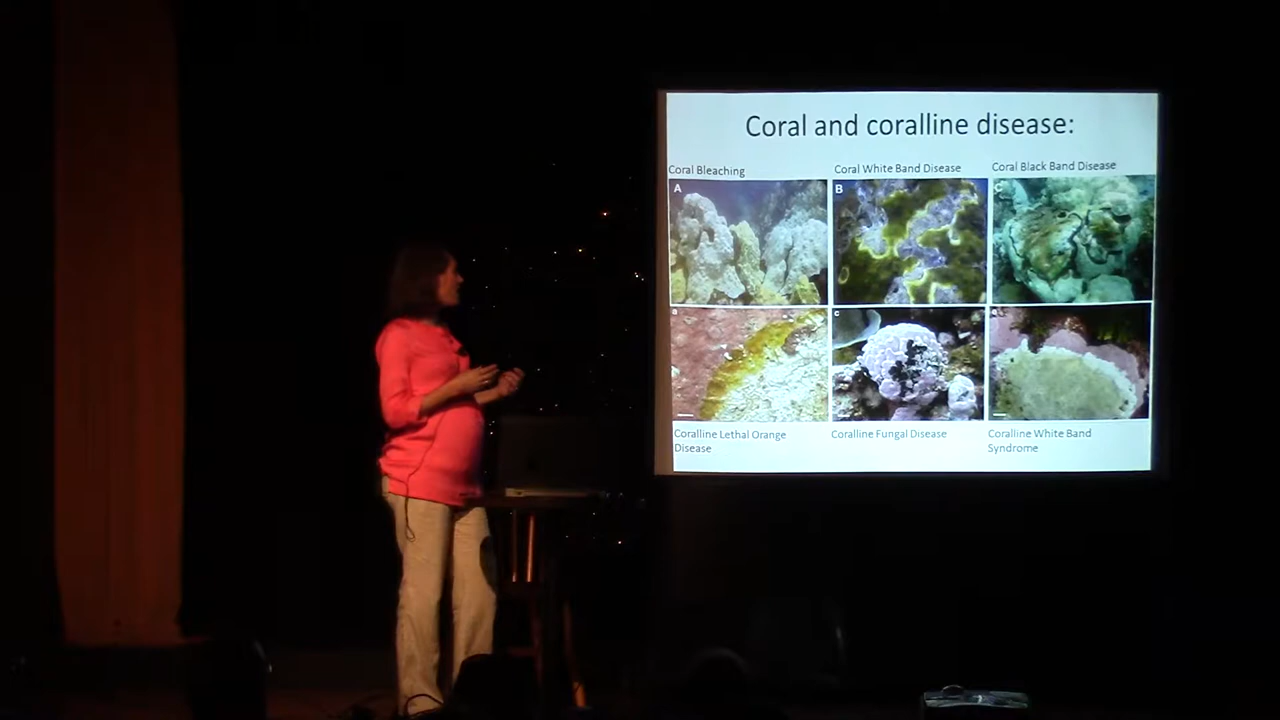 Coral and coralline disease:
Coral Bleaching
Coral White Band Disease
Coral Black Band Disease
A
B
C
a
c
d
Coralline Lethal Orange
Disease
Coralline Fungal Disease
Coralline White Band
Syndrome